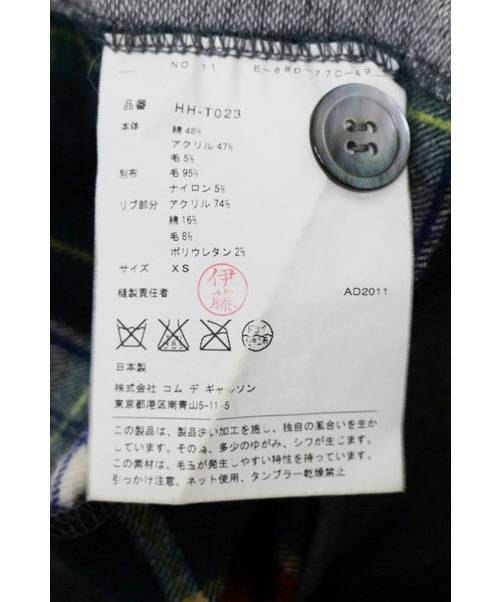 NO. 11 E-68D-77C-49
品番 HH-T023
本体 綿 48%
アクリル 47%
毛 5%
別布 毛 95%
ナイロン 5%
リブ部分 アクリル 74%
綿 16%
毛 8%
ポリウレタン 2%
サイズ XS
伊藤
縫製責任者 AD2011
ドライ
日本製
株式会社 コム デ ギャルソン
東京都港区南青山5-11-5
この製品は、製品洗い加工を施し、独自の風合いを生か
しています。その為、多少のゆがみ、シワが生じます。
この素材は、毛玉が発生しやすい特性を持っています。
引っかけ注意、ネット使用、タンブラー乾燥禁止